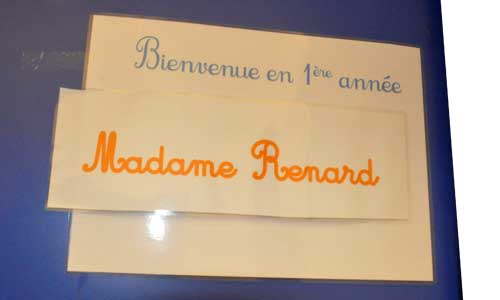 Bienvenue en 1ère année
Madame Renard